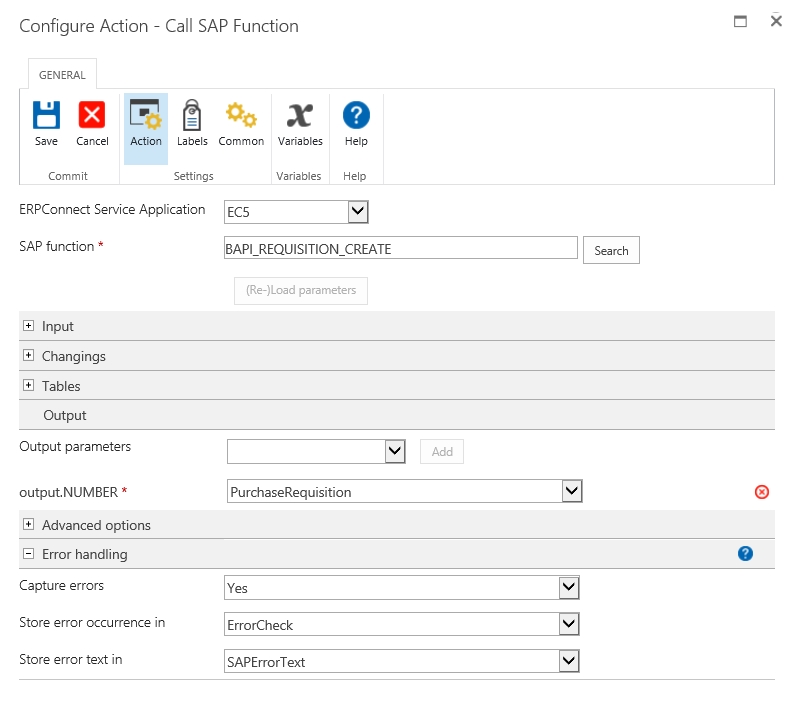 Configure Action - Call SAP Function
GENERAL
Save Cancel Action Labels Common Variables Help
Commit Settings Variables Help
ERPConnect Service Application EC5
SAP function * BAPI_REQUISITION_CREATE Search
(Re-)Load parameters
Input
Changings
Tables
Output
Output parameters Add
output.NUMBER * PurchaseRequisition
Advanced options
Error handling
Capture errors Yes
Store error occurrence in ErrorCheck
Store error text in SAPErrorText